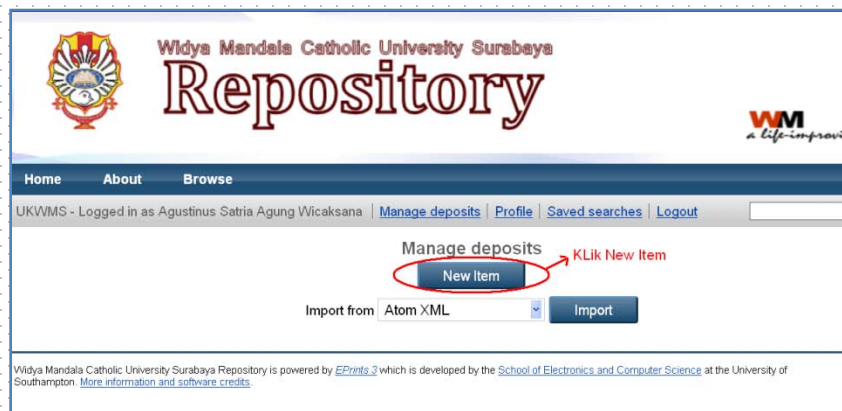 Widya Mandala Catholic University Surabaya
Repository
WM
a life-improvi
Home About Browse
UKWMS - Logged in as Agustinus Satria Agung Wicaksana | Manage deposits | Profile | Saved searches | Logout
Manage deposits
New Item
KLik New Item
Import from Atom XML Import
Widya Mandala Catholic University Surabaya Repository is powered by EPrints 3 which is developed by the School of Electronics and Computer Science at the University of
Southampton. More information and software credits.